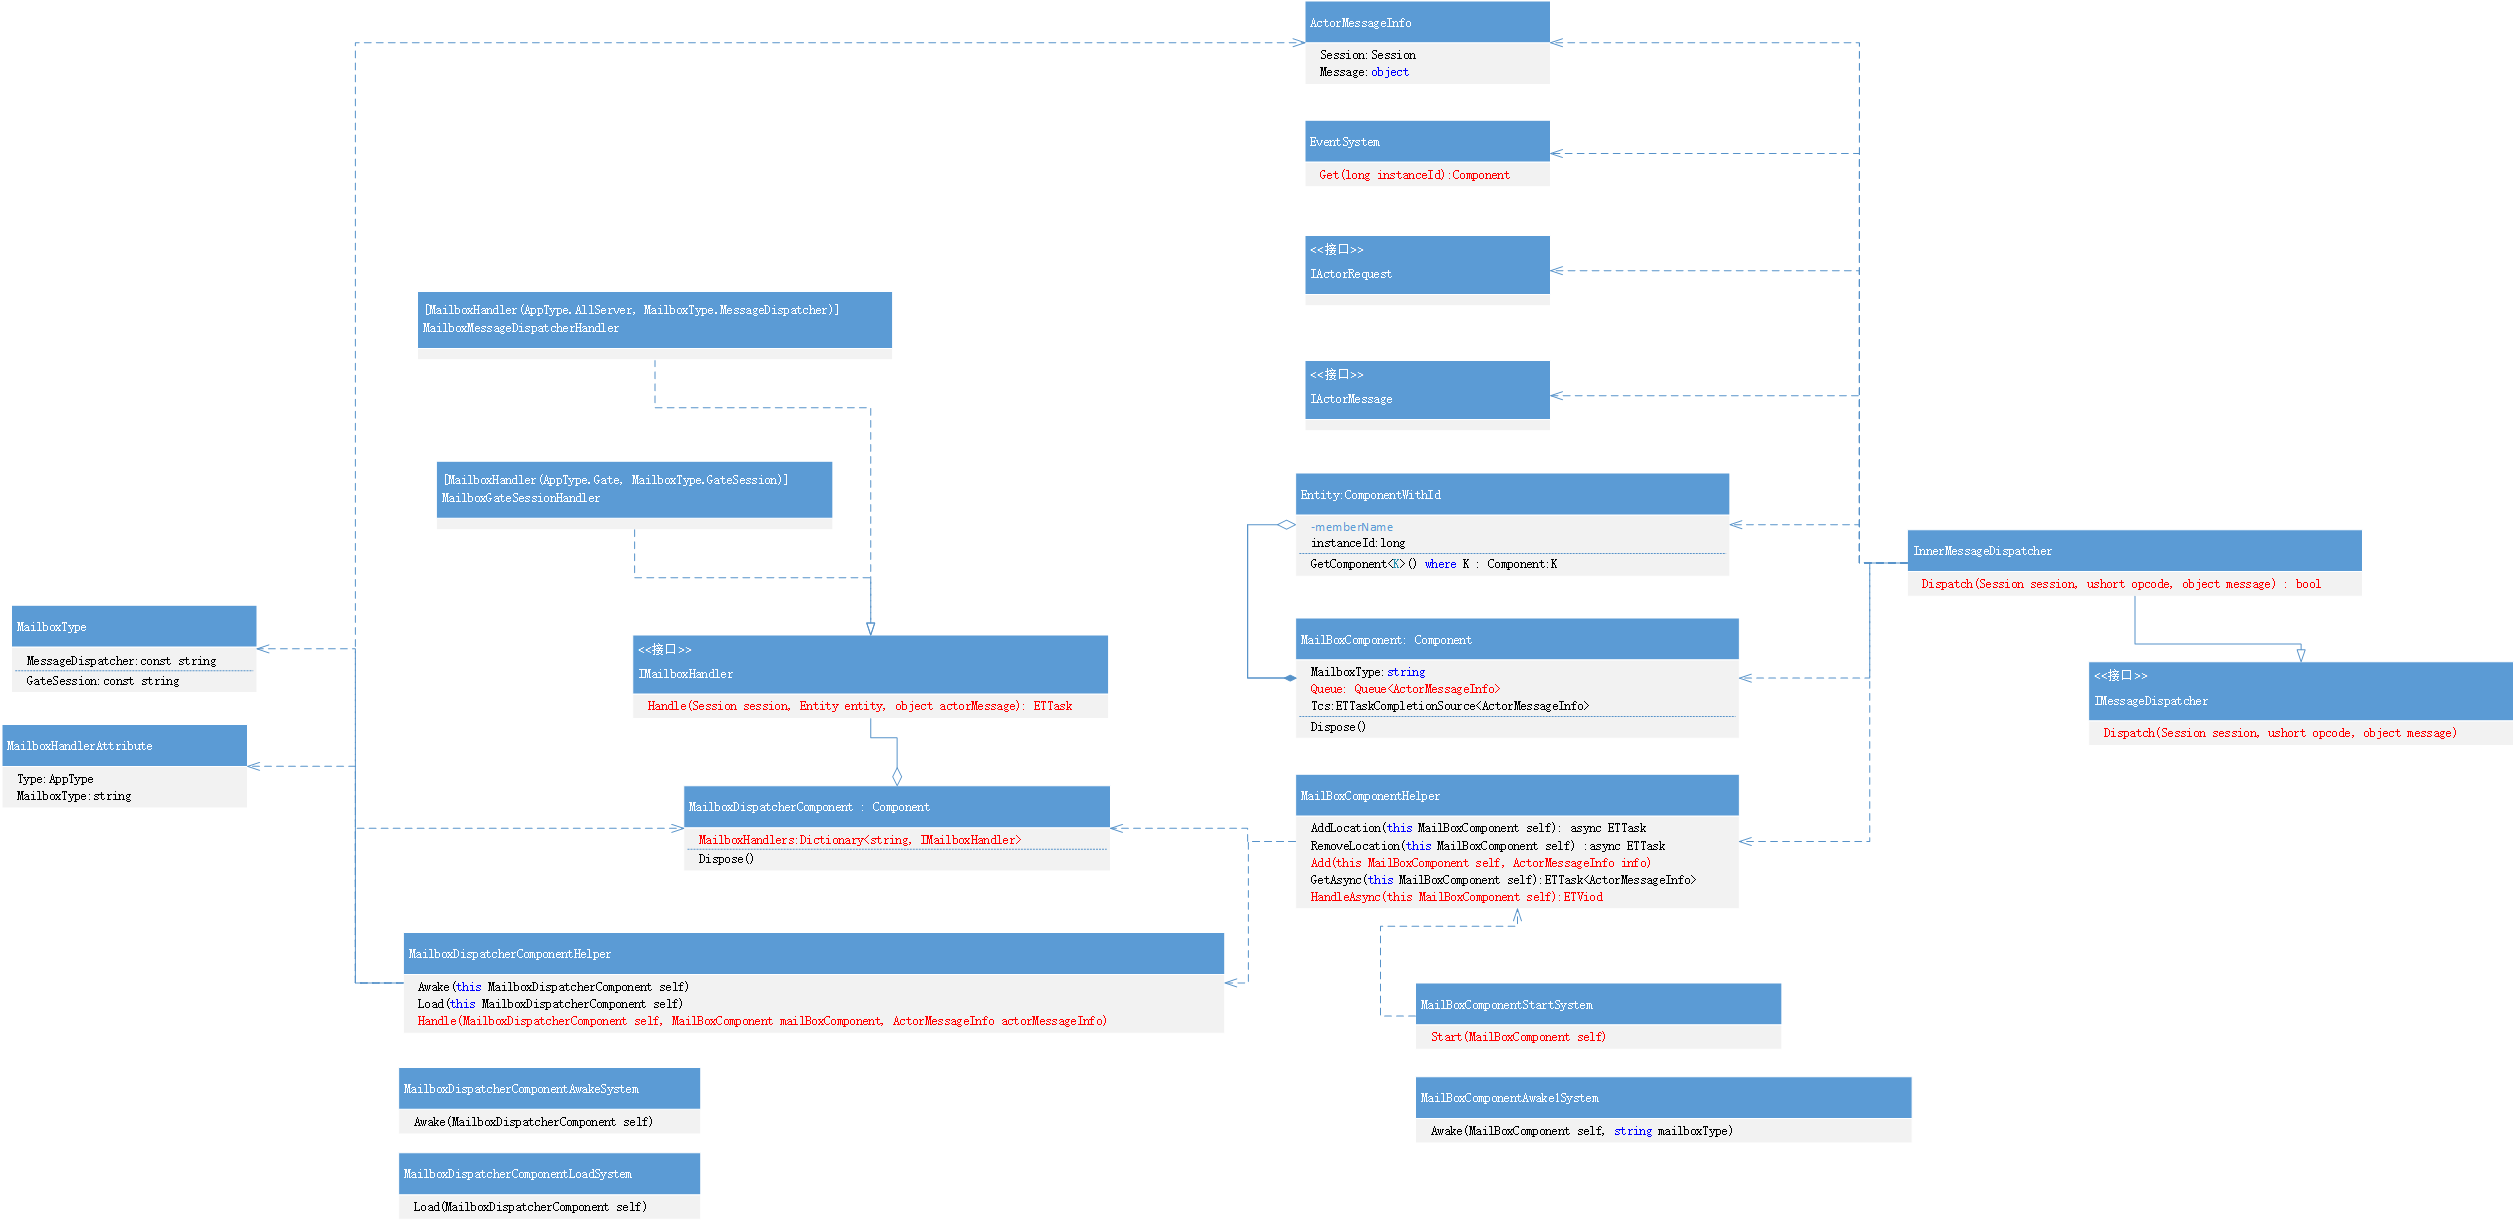 ActorMessageInfo
Session:Session
Message:object
EventSystem
Get(long instanceId):Component
<<接口>>
IActorRequest
[MailboxHandler(AppType.AllServer, MailboxType.MessageDispatcher)]
MailboxMessageDispatcherHandler
<<接口>>
IActorMessage
[MailboxHandler(AppType.Gate, MailboxType.GateSession)]
MailboxGateSessionHandler
Entity:ComponentWithId
-memberName
instanceId:long
GetComponent<K>() where K : Component:K
InnerMessageDispatcher
Dispatch(Session session, ushort opcode, object message) : bool
MailboxType
MessageDispatcher:const string
GateSession:const string
<<接口>>
IMailboxHandler
Handle(Session session, Entity entity, object actorMessage): ETTask
MailBoxComponent: Component
MailboxType:string
Queue: Queue<ActorMessageInfo>
Tcs:ETTaskCompletionSource<ActorMessageInfo>
Dispose()
<<接口>>
IMessageDispatcher
Dispatch(Session session, ushort opcode, object message)
MailboxHandlerAttribute
Type:AppType
MailboxType:string
MailboxDispatcherComponent : Component
MailboxHandlers:Dictionary<string, IMailboxHandler>
Dispose()
MailBoxComponentHelper
AddLocation(this MailBoxComponent self): async ETTask
RemoveLocation(this MailBoxComponent self) :async ETTask
Add(this MailBoxComponent self, ActorMessageInfo info)
GetAsync(this MailBoxComponent self):ETTask<ActorMessageInfo>
HandleAsync(this MailBoxComponent self):ETViod
MailboxDispatcherComponentHelper
Awake(this MailboxDispatcherComponent self)
Load(this MailboxDispatcherComponent self)
Handle(MailboxDispatcherComponent self, MailBoxComponent mailBoxComponent, ActorMessageInfo actorMessageInfo)
MailBoxComponentStartSystem
Start(MailBoxComponent self)
MailboxDispatcherComponentAwakeSystem
Awake(MailboxDispatcherComponent self)
MailBoxComponentAwake1System
Awake(MailBoxComponent self, string mailboxType)
MailboxDispatcherComponentLoadSystem
Load(MailboxDispatcherComponent self)